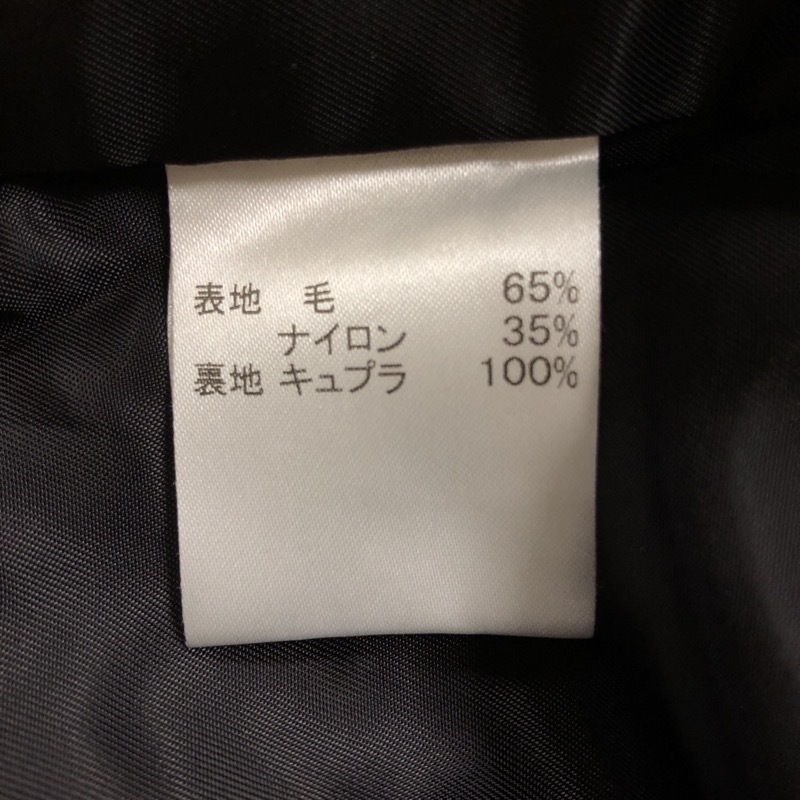 表地 毛 65%
ナイロン 35%
裏地 キュプラ 100%